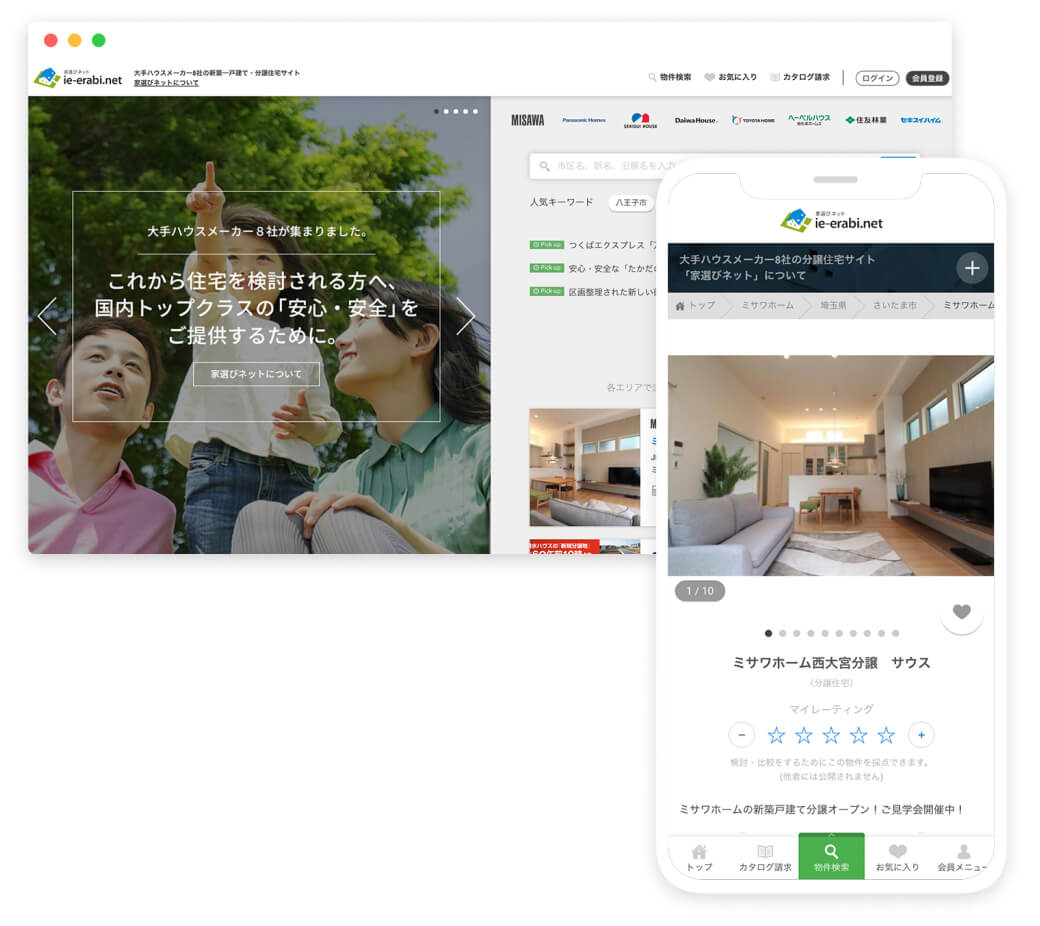 家選びネット
ie-erabi.net
大手ハウスメーカー8社の新築一戸建て・分譲住宅サイト
家選びネットについて
物件検索
お気に入り
カタログ請求
ログイン
会員登録
大手ハウスメーカー８社が集まりました。
これから住宅を検討される方へ、
国内トップクラスの「安心・安全」を
ご提供するために。
家選びネットについて
MISAWA
Panasonic Homes
SEKISUI HOUSE
DaiwaHouse
TOYOTA HOME
ヘーベルハウス
住友林業
セキスイハイム
市区名、駅名、沿線名を入力
人気キーワード
八王子市
Pick up つくばエクスプレス「
Pick up 安心・安全な「たかだの
Pick up 区画整理された新しい
各エリアで
家選びネット
ie-erabi.net
大手ハウスメーカー8社の分譲住宅サイト
「家選びネット」について
トップ
ミサワホーム
埼玉県
さいたま市
ミサワホーム
1 / 10
ミサワホーム西大宮分譲　サウス
（分譲住宅）
マイレーティング
検討・比較をするためにこの物件を採点できます。
(他者には公開されません)
ミサワホームの新築戸建て分譲オープン！ご見学会開催中！
トップ
カタログ請求
物件検索
お気に入り
会員メニュー